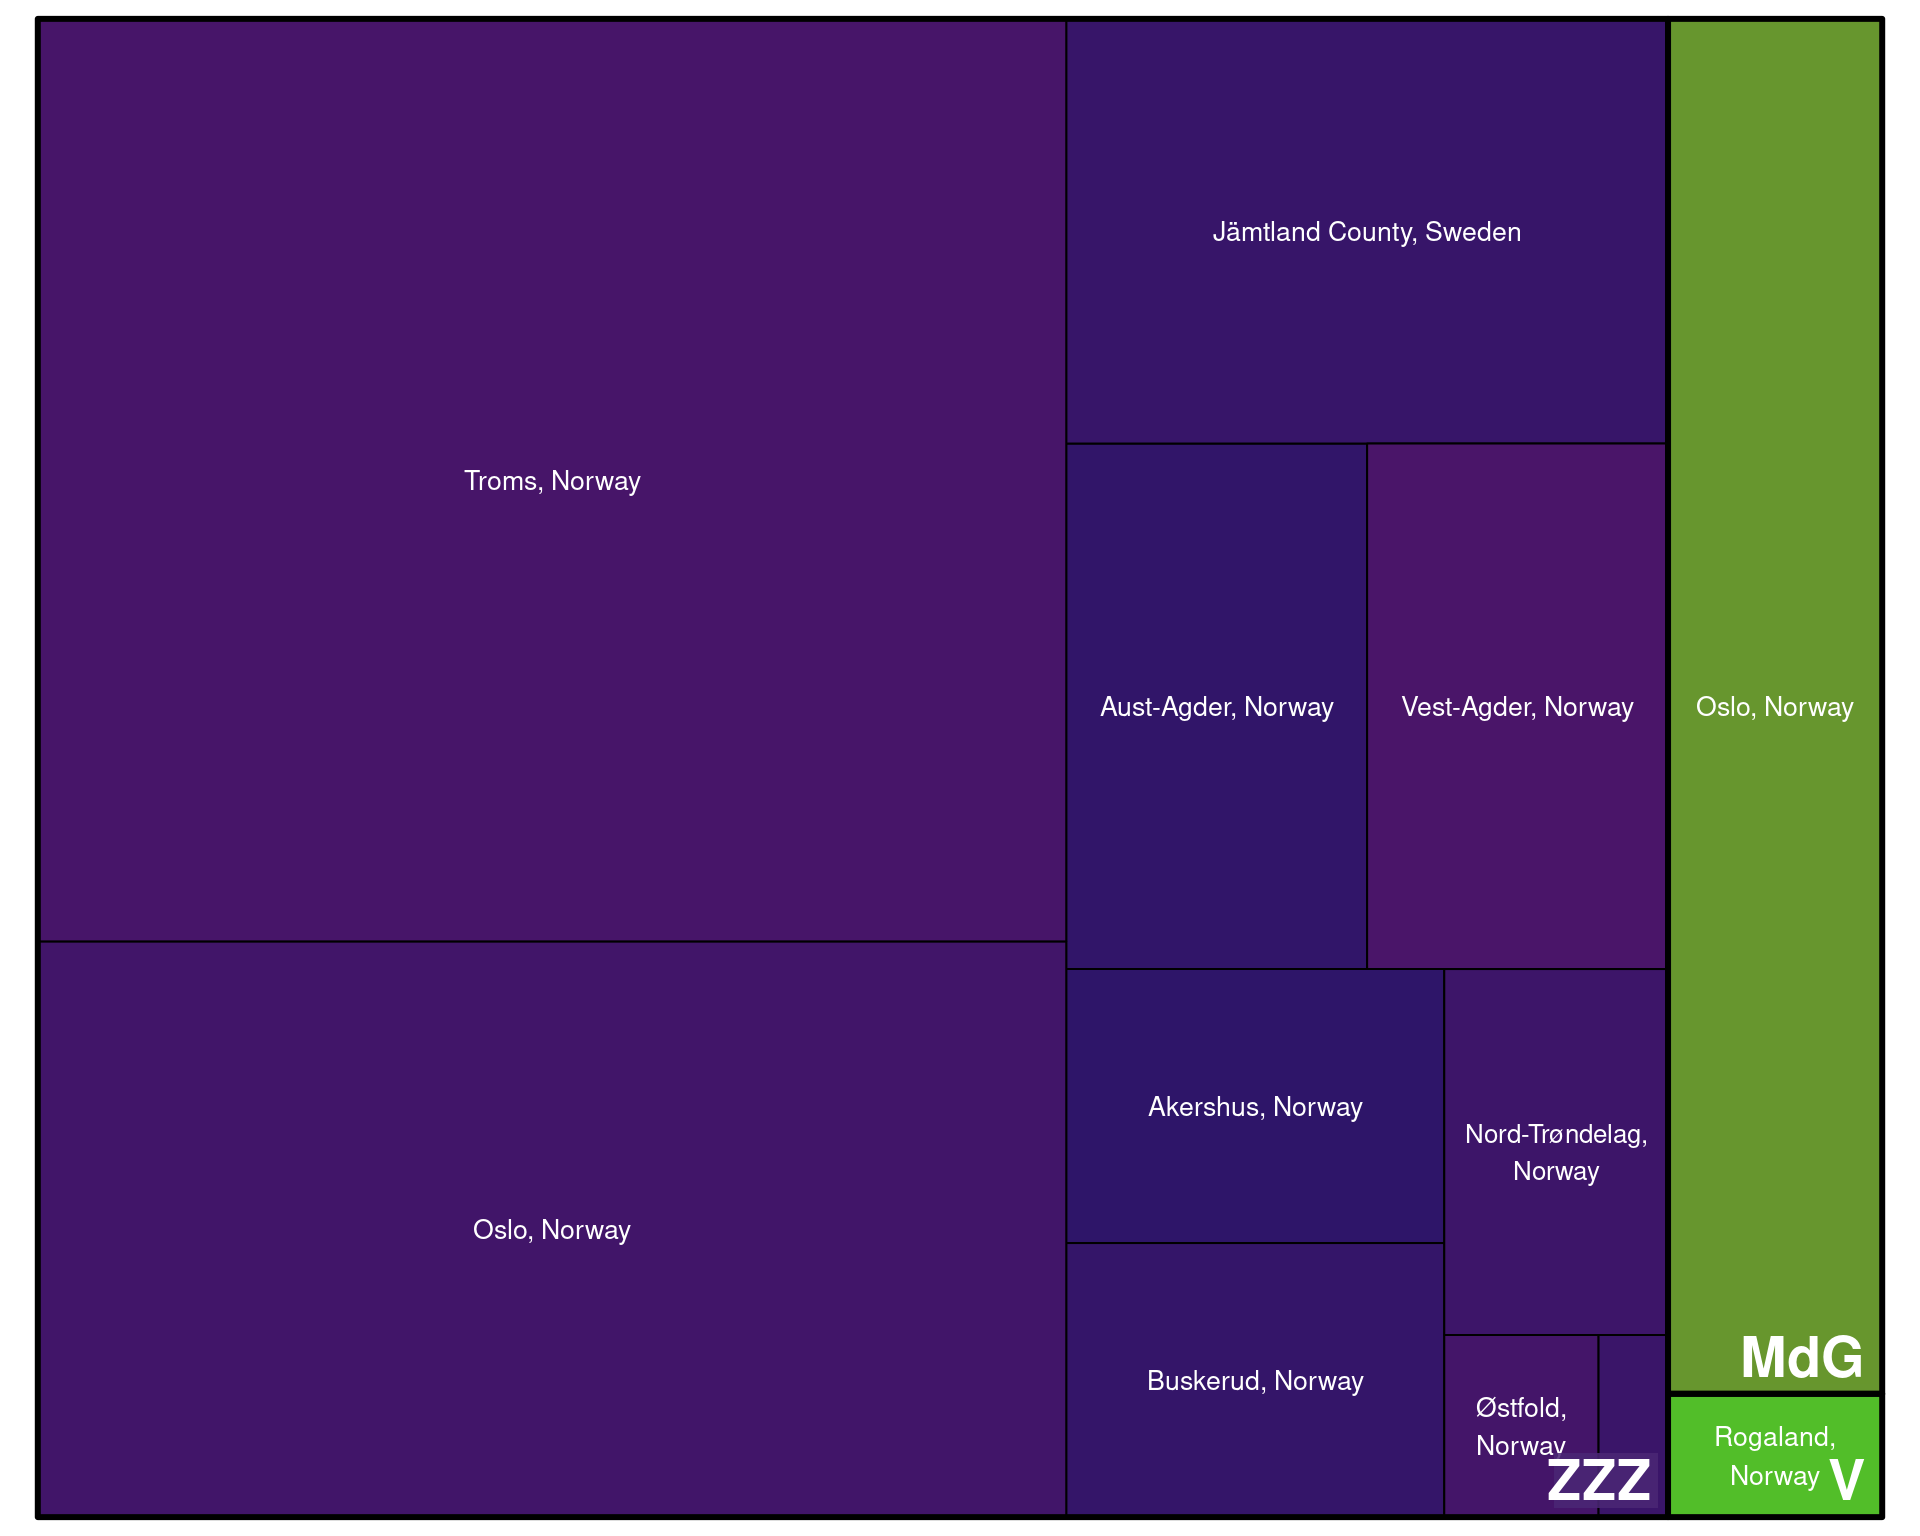 Troms, Norway
Oslo, Norway
Jämtland County, Sweden
Aust-Agder, Norway
Vest-Agder, Norway
Akershus, Norway
Buskerud, Norway
Nord-Trøndelag,
Norway
Østfold,
Norway
ZZZ
Oslo, Norway
MdG
Rogaland,
Norway
V